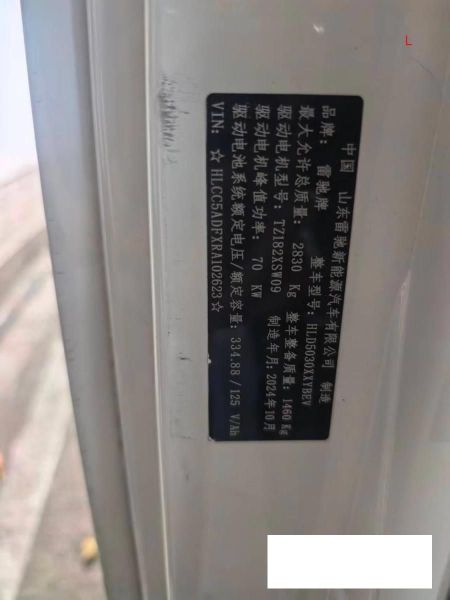 中国 山东雷驰新能源汽车有限公司 制造
品牌：雷驰牌 整车型号：HLD5030XXYBEV
最大允许总质量：2830 Kg 整车整备质量：1460 Kg
驱动电机型号：TZ182XSW09 制造年月：2024年10月
驱动电机峰值功率：70 KW
驱动电池系统额定电压/额定容量：334.88/125 V/Ah
VIN：☆HLCC5ADFXRA102623☆
L